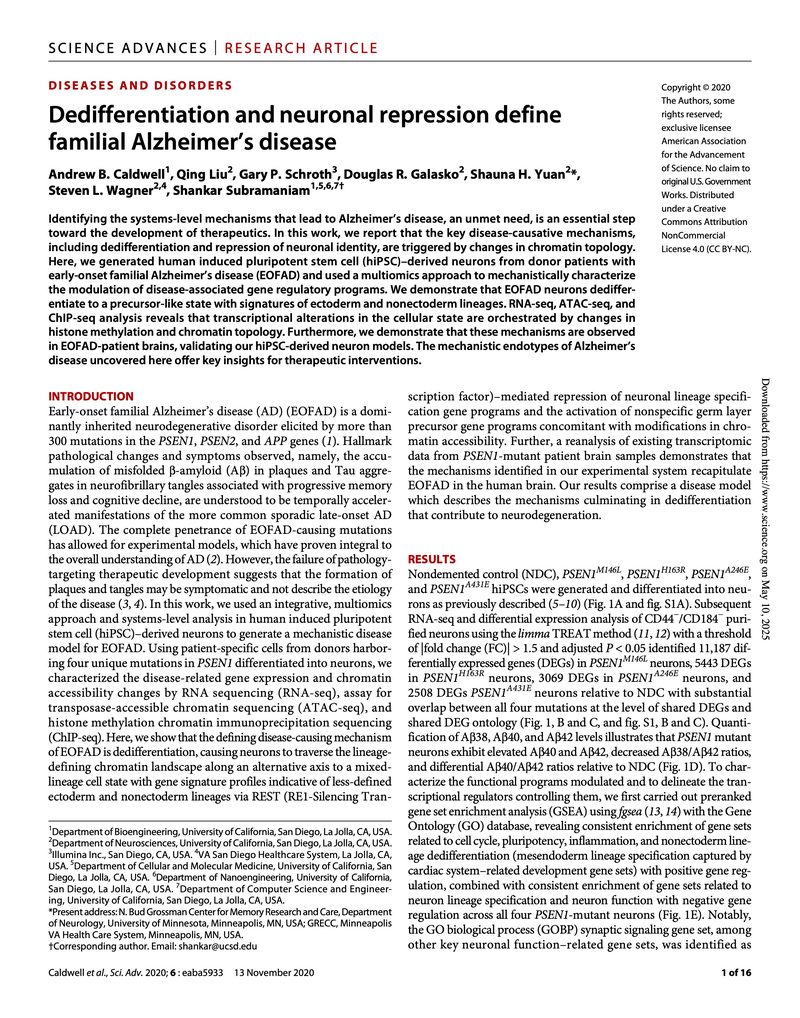 SCIENCE ADVANCES | RESEARCH ARTICLE
DISEASES AND DISORDERS
Dedifferentiation and neuronal repression define
familial Alzheimer's disease
Andrew B. Caldwell1, Qing Liu2, Gary P. Schroth3, Douglas R. Galasko2, Shauna H. Yuan2*,
Steven L. Wagner2,4, Shankar Subramaniam1,5,6,7†
Identifying the systems-level mechanisms that lead to Alzheimer's disease, an unmet need, is an essential step
toward the development of therapeutics. In this work, we report that the key disease-causative mechanisms,
including dedifferentiation and repression of neuronal identity, are triggered by changes in chromatin topology.
Here, we generated human induced pluripotent stem cell (hiPSC)–derived neurons from donor patients with
early-onset familial Alzheimer's disease (EOFAD) and used a multiomics approach to mechanistically characterize
the modulation of disease-associated gene regulatory programs. We demonstrate that EOFAD neurons dediffer-
entiate to a precursor-like state with signatures of ectoderm and nonectoderm lineages. RNA-seq, ATAC-seq, and
ChIP-seq analysis reveals that transcriptional alterations in the cellular state are orchestrated by changes in
histone methylation and chromatin topology. Furthermore, we demonstrate that these mechanisms are observed
in EOFAD-patient brains, validating our hiPSC-derived neuron models. The mechanistic endotypes of Alzheimer's
disease uncovered here offer key insights for therapeutic interventions.
Copyright © 2020
The Authors, some
rights reserved;
exclusive licensee
American Association
for the Advancement
of Science. No claim to
original U.S. Government
Works. Distributed
under a Creative
Commons Attribution
NonCommercial
License 4.0 (CC BY-NC).
INTRODUCTION
Early-onset familial Alzheimer's disease (AD) (EOFAD) is a domi-
nantly inherited neurodegenerative disorder elicited by more than
300 mutations in the PSEN1, PSEN2, and APP genes (1). Hallmark
pathological changes and symptoms observed, namely, the accu-
mulation of misfolded β-amyloid (Aβ) in plaques and Tau aggre-
gates in neurofibrillary tangles associated with progressive memory
loss and cognitive decline, are understood to be temporally acceler-
ated manifestations of the more common sporadic late-onset AD
(LOAD). The complete penetrance of EOFAD-causing mutations
has allowed for experimental models, which have proven integral to
the overall understanding of AD (2). However, the failure of pathology-
targeting therapeutic development suggests that the formation of
plaques and tangles may be symptomatic and not describe the etiology
of the disease (3, 4). In this work, we used an integrative, multiomics
approach and systems-level analysis in human induced pluripotent
stem cell (hiPSC)–derived neurons to generate a mechanistic disease
model for EOFAD. Using patient-specific cells from donors harbor-
ing four unique mutations in PSEN1 differentiated into neurons, we
characterized the disease-related gene expression and chromatin
accessibility changes by RNA sequencing (RNA-seq), assay for
transposase-accessible chromatin sequencing (ATAC-seq), and
histone methylation chromatin immunoprecipitation sequencing
(ChIP-seq). Here, we show that the defining disease-causing mechanism
of EOFAD is dedifferentiation, causing neurons to traverse the lineage-
defining chromatin landscape along an alternative axis to a mixed-
lineage cell state with gene signature profiles indicative of less-defined
ectoderm and nonectoderm lineages via REST (RE1-Silencing Tran-
scription factor)–mediated repression of neuronal lineage specifi-
cation gene programs and the activation of nonspecific germ layer
precursor gene programs concomitant with modifications in chro-
matin accessibility. Further, a reanalysis of existing transcriptomic
data from PSEN1-mutant patient brain samples demonstrates that
the mechanisms identified in our experimental system recapitulate
EOFAD in the human brain. Our results comprise a disease model
which describes the mechanisms culminating in dedifferentiation
that contribute to neurodegeneration.
RESULTS
Nondemented control (NDC), PSEN1M146L, PSEN1H163R, PSEN1A246E,
and PSEN1A431E hiPSCs were generated and differentiated into neu-
rons as previously described (5–10) (Fig. 1A and fig. S1A). Subsequent
RNA-seq and differential expression analysis of CD44−/CD184− puri-
fied neurons using the limma TREAT method (11, 12) with a threshold
of |fold change (FC)| > 1.5 and adjusted P < 0.05 identified 11,187 dif-
ferentially expressed genes (DEGs) in PSEN1M146L neurons, 5443 DEGs
in PSEN1H163R neurons, 3069 DEGs in PSEN1A246E neurons, and
2508 DEGs PSEN1A431E neurons relative to NDC with substantial
overlap between all four mutations at the level of shared DEGs and
shared DEG ontology (Fig. 1, B and C, and fig. S1, B and C). Quanti-
fication of Aβ38, Aβ40, and Aβ42 levels illustrates that PSEN1 mutant
neurons exhibit elevated Aβ40 and Aβ42, decreased Aβ38/Aβ42 ratios,
and differential Aβ40/Aβ42 ratios relative to NDC (Fig. 1D). To char-
acterize the functional programs modulated and to delineate the tran-
scriptional regulators controlling them, we first carried out preranked
gene set enrichment analysis (GSEA) using fgsea (13, 14) with the Gene
Ontology (GO) database, revealing consistent enrichment of gene sets
related to cell cycle, pluripotency, inflammation, and nonectoderm line-
age dedifferentiation (mesendoderm lineage specification captured by
cardiac system–related development gene sets) with positive gene reg-
ulation, combined with consistent enrichment of gene sets related to
neuron lineage specification and neuron function with negative gene
regulation across all four PSEN1-mutant neurons (Fig. 1E). Notably,
the GO biological process (GOBP) synaptic signaling gene set, among
other key neuronal function–related gene sets, was identified as
1Department of Bioengineering, University of California, San Diego, La Jolla, CA, USA.
2Department of Neurosciences, University of California, San Diego, La Jolla, CA, USA.
3Illumina Inc., San Diego, CA, USA. 4VA San Diego Healthcare System, La Jolla, CA,
USA. 5Department of Cellular and Molecular Medicine, University of California, San
Diego, La Jolla, CA, USA. 6Department of Nanoengineering, University of California,
San Diego, La Jolla, CA, USA. 7Department of Computer Science and Engineer-
ing, University of California, San Diego, La Jolla, CA, USA.
*Present address: N. Bud Grossman Center for Memory Research and Care, Department
of Neurology, University of Minnesota, Minneapolis, MN, USA; GRECC, Minneapolis
VA Health Care System, Minneapolis, MN, USA.
†Corresponding author. Email: shankar@ucsd.edu
Caldwell et al., Sci. Adv. 2020; 6 : eaba5933 13 November 2020
1 of 16
Downloaded from https://www.science.org on May 10, 2025